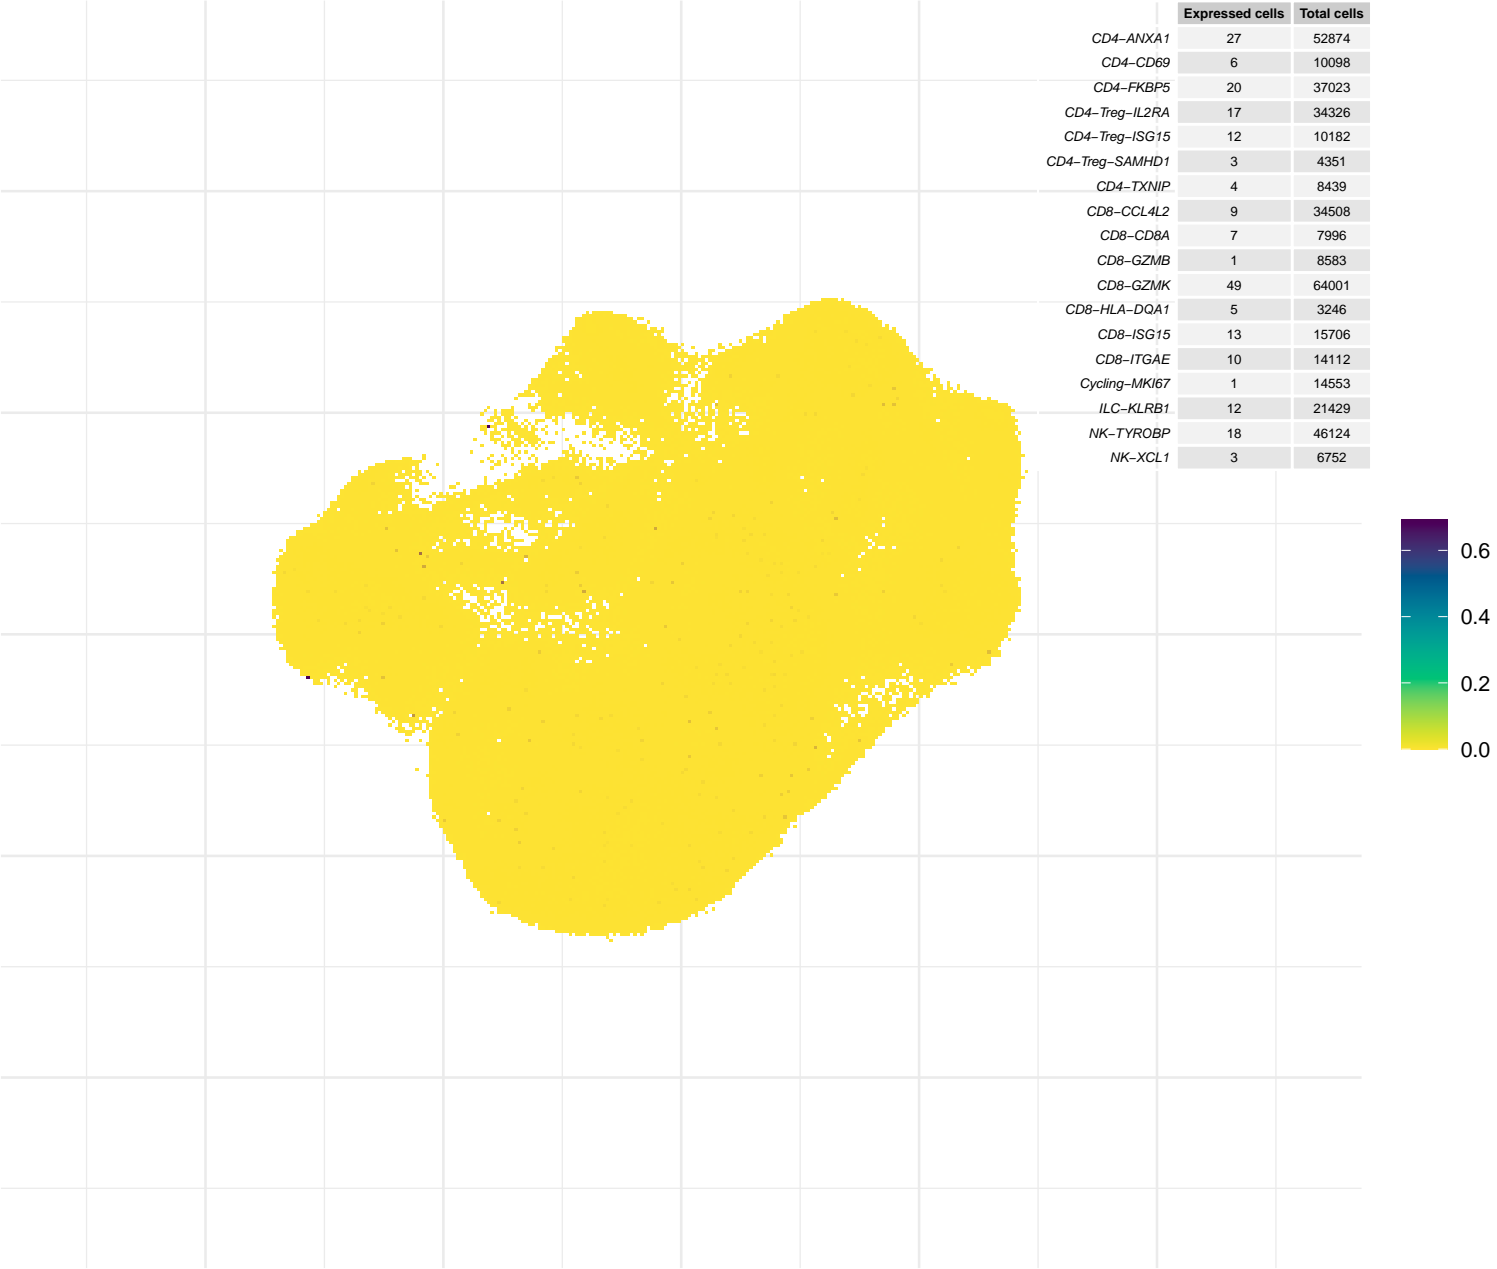 Expressed cells Total cells
CD4−ANXA1 27 52874
CD4−CD69 6 10098
CD4−FKBP5 20 37023
CD4−Treg−IL2RA 17 34326
CD4−Treg−ISG15 12 10182
CD4−Treg−SAMHD1 3 4351
CD4−TXNIP 4 8439
CD8−CCL4L2 9 34508
CD8−CD8A 7 7996
CD8−GZMB 1 8583
CD8−GZMK 49 64001
CD8−HLA−DQA1 5 3246
CD8−ISG15 13 15706
CD8−ITGAE 10 14112
Cycling−MKI67 1 14553
ILC−KLRB1 12 21429
NK−TYROBP 18 46124
NK−XCL1 3 6752
0.6
0.4
0.2
0.0